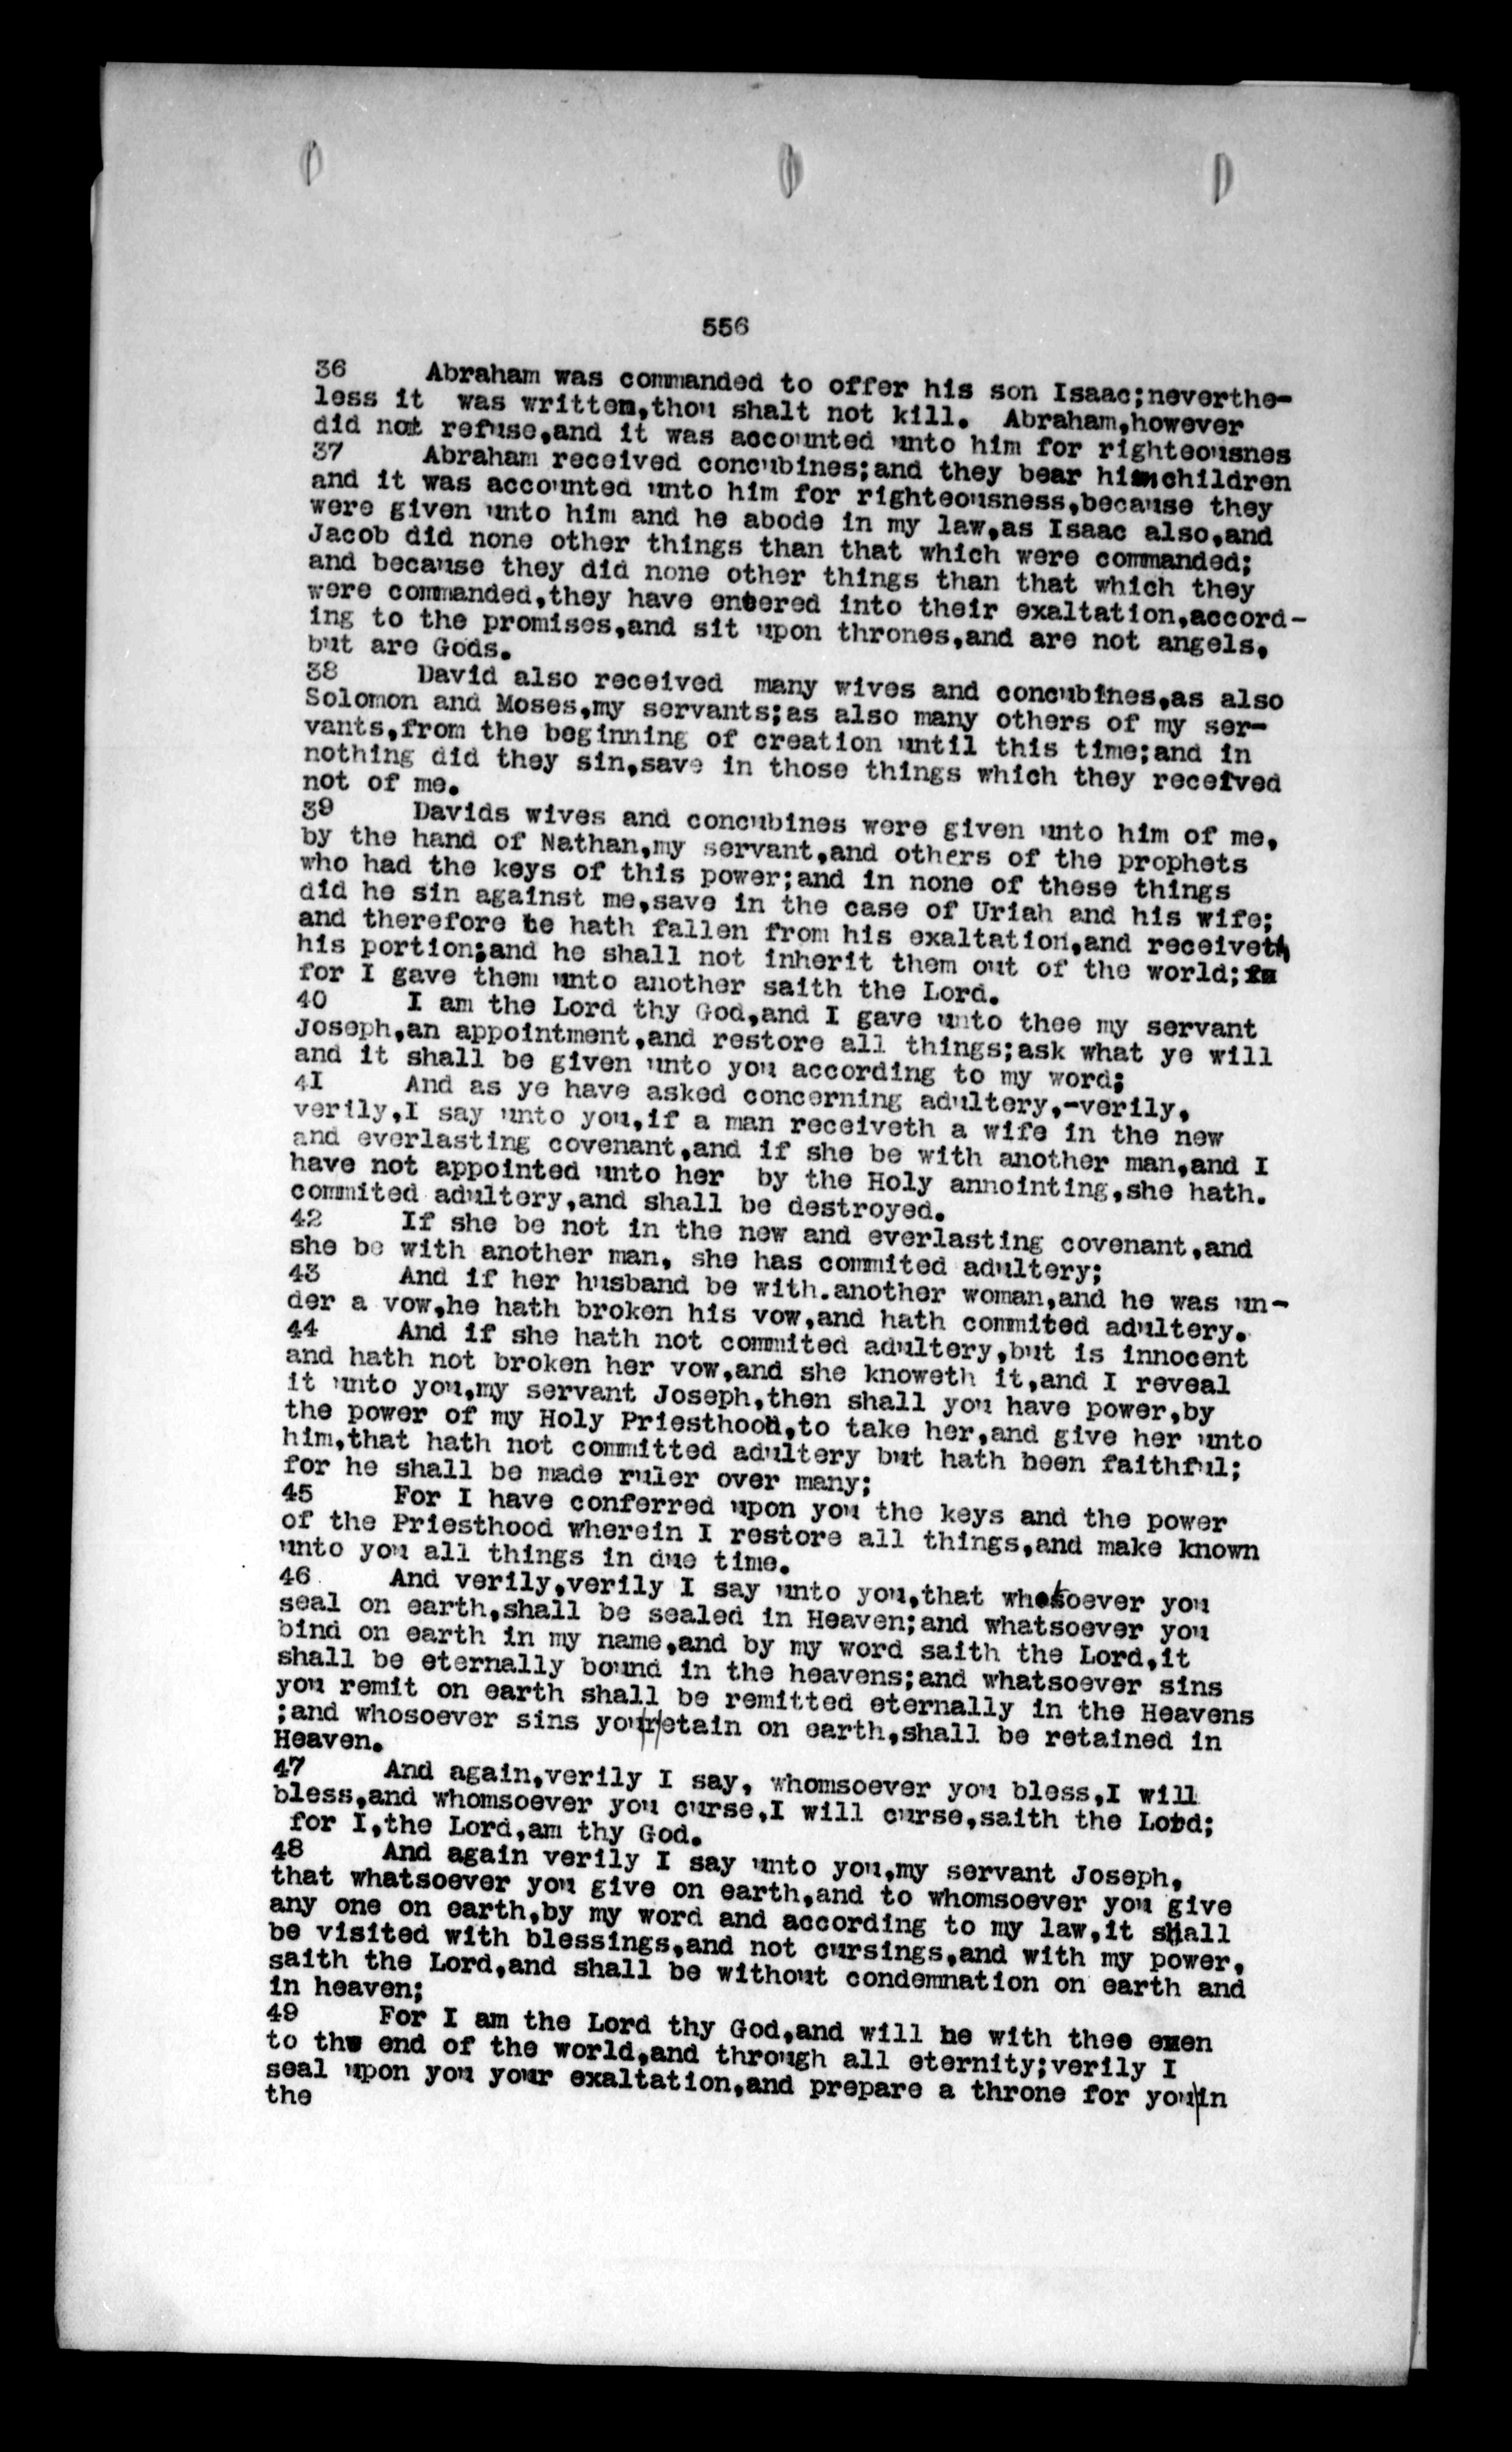 556
36 Abraham was commanded to offer his son Isaac;neverthe-
less it was written,thou shalt not kill. Abraham,however
did not refuse,and it was accounted unto him for righteousnes
37 Abraham received concubines;and they bear him children
and it was accounted unto him for righteousness,because they
were given unto him and he abode in my law,as Isaac also,and
Jacob did none other things than that which were commanded;
and because they did none other things than that which they
were commanded,they have entered into their exaltation,accord-
ing to the promises,and sit upon thrones,and are not angels,
but are Gods.
38 David also received many wives and concubines,as also
Solomon and Moses,my servants;as also many others of my ser-
vants,from the beginning of creation until this time;and in
nothing did they sin,save in those things which they received
not of me.
39 Davids wives and concubines were given unto him of me,
by the hand of Nathan,my servant,and others of the prophets
who had the keys of this power;and in none of these things
did he sin against me,save in the case of Uriah and his wife;
and therefore he hath fallen from his exaltation,and receiveth
his portion;and he shall not inherit them out of the world;
for I gave them unto another saith the Lord.
40 I am the Lord thy God,and I gave unto thee my servant
Joseph,an appointment,and restore all things;ask what ye will
and it shall be given unto you according to my word;
41 And as ye have asked concerning adultery,-verily,
verily,I say unto you,if a man receiveth a wife in the new
and everlasting covenant,and if she be with another man,and I
have not appointed unto her by the Holy annointing,she hath.
commited adultery,and shall be destroyed.
42 If she be not in the new and everlasting covenant,and
she be with another man, she has commited adultery;
43 And if her husband be with.another woman,and he was un-
der a vow,he hath broken his vow,and hath commited adultery.
44 And if she hath not commited adultery,but is innocent
and hath not broken her vow,and she knoweth it,and I reveal
it unto you,my servant Joseph,then shall you have power,by
the power of my Holy Priesthood,to take her,and give her unto
him,that hath not committed adultery but hath been faithful;
for he shall be made ruler over many;
45 For I have conferred upon you the keys and the power
of the Priesthood wherein I restore all things,and make known
unto you all things in due time.
46 And verily,verily I say unto you,that whatsoever you
seal on earth,shall be sealed in Heaven;and whatsoever you
bind on earth in my name,and by my word saith the Lord,it
shall be eternally bound in the heavens;and whatsoever sins
you remit on earth shall be remitted eternally in the Heavens
;and whosoever sins you retain on earth,shall be retained in
Heaven.
47 And again,verily I say, whomsoever you bless,I will
bless,and whomsoever you curse,I will curse,saith the Lord;
for I,the Lord,am thy God.
48 And again verily I say unto you,my servant Joseph,
that whatsoever you give on earth,and to whomsoever you give
any one on earth,by my word and according to my law,it shall
be visited with blessings,and not cursings,and with my power,
saith the Lord,and shall be without condemnation on earth and
in heaven;
49 For I am the Lord thy God,and will be with thee even
to the end of the world,and through all eternity;verily I
seal upon you your exaltation,and prepare a throne for you in
the